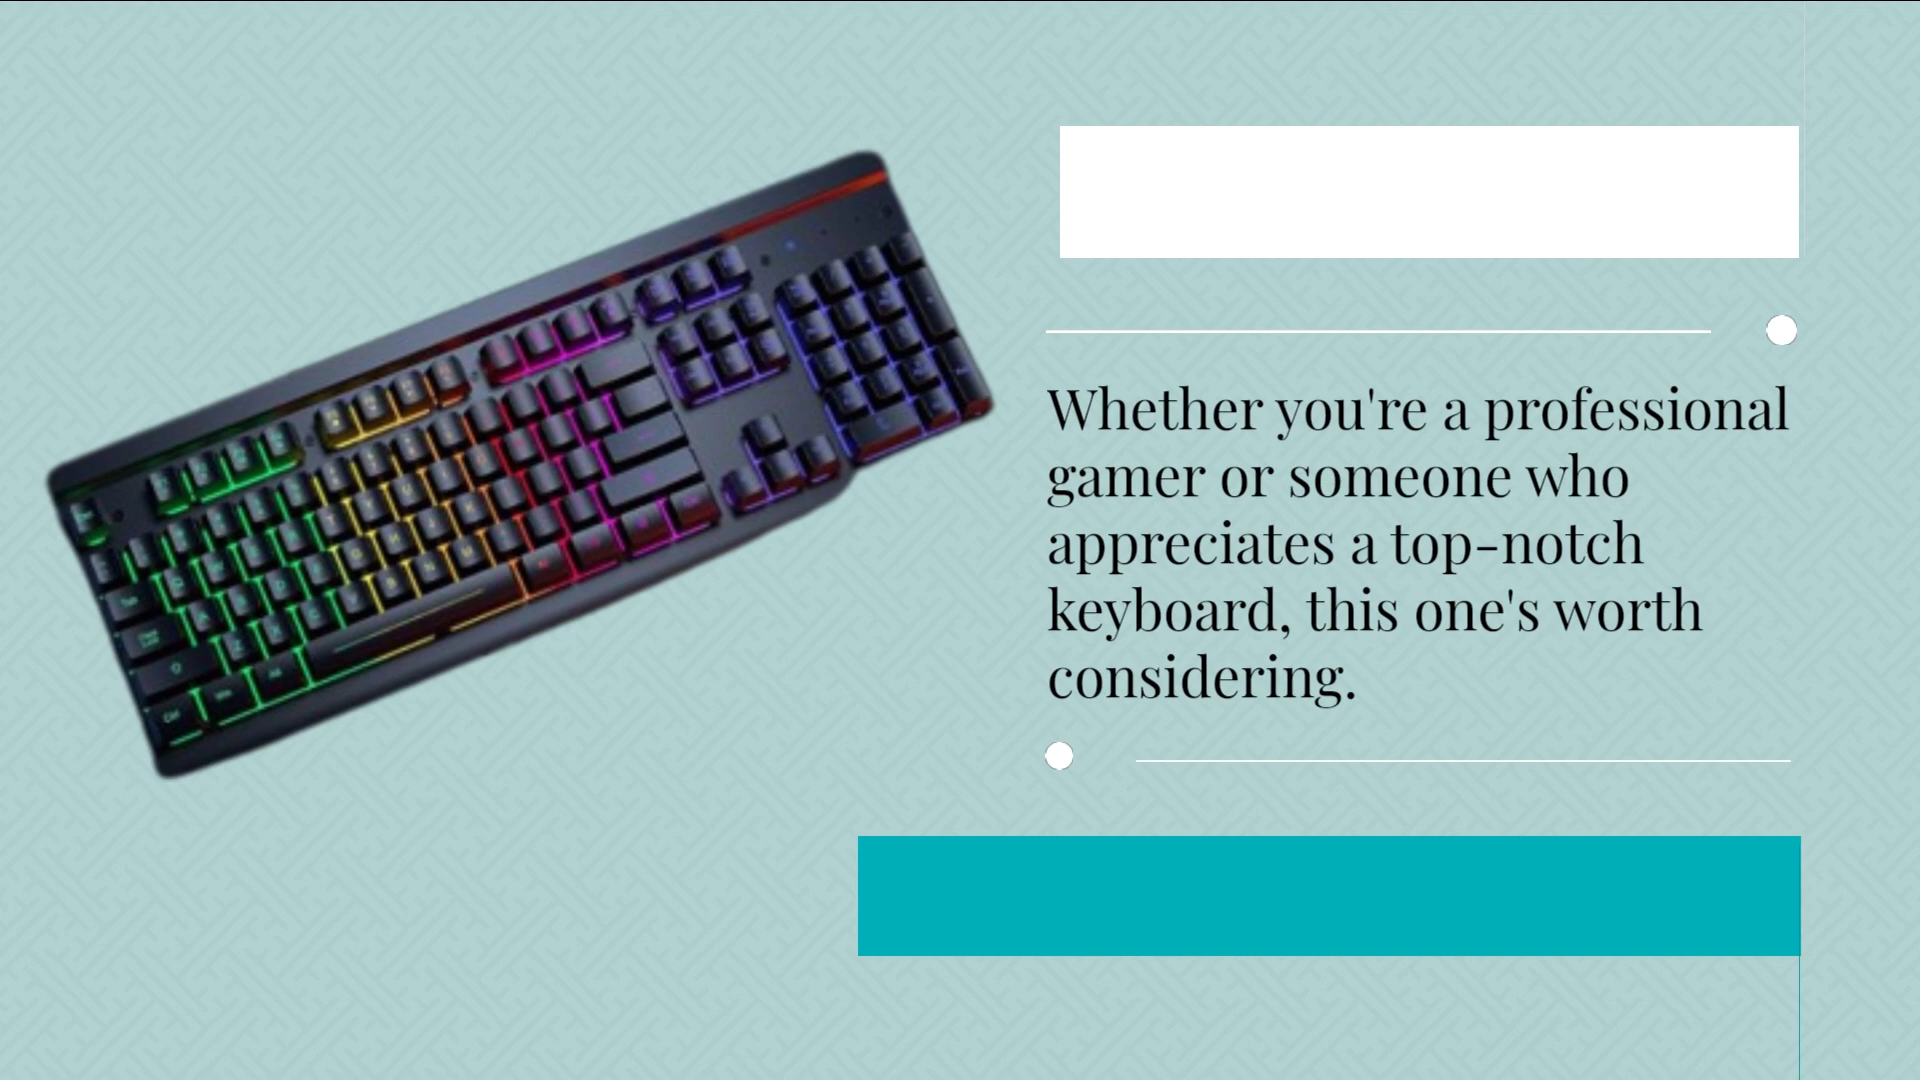 Whether you're a professional
gamer or someone who
appreciates a top-notch
keyboard, this one's worth
considering.